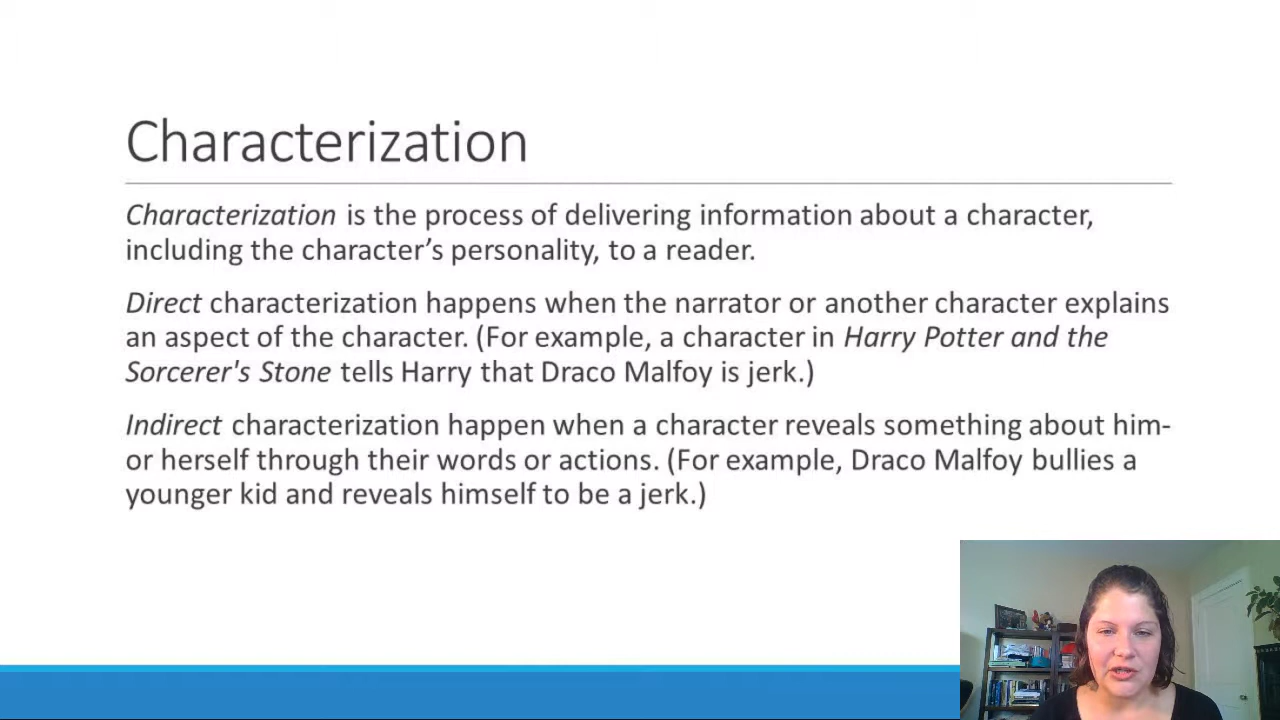 Characterization
Characterization is the process of delivering information about a character,
including the character’s personality, to a reader.
Direct characterization happens when the narrator or another character explains
an aspect of the character. (For example, a character in Harry Potter and the
Sorcerer's Stone tells Harry that Draco Malfoy is jerk.)
Indirect characterization happen when a character reveals something about him-
or herself through their words or actions. (For example, Draco Malfoy bullies a
younger kid and reveals himself to be a jerk.)